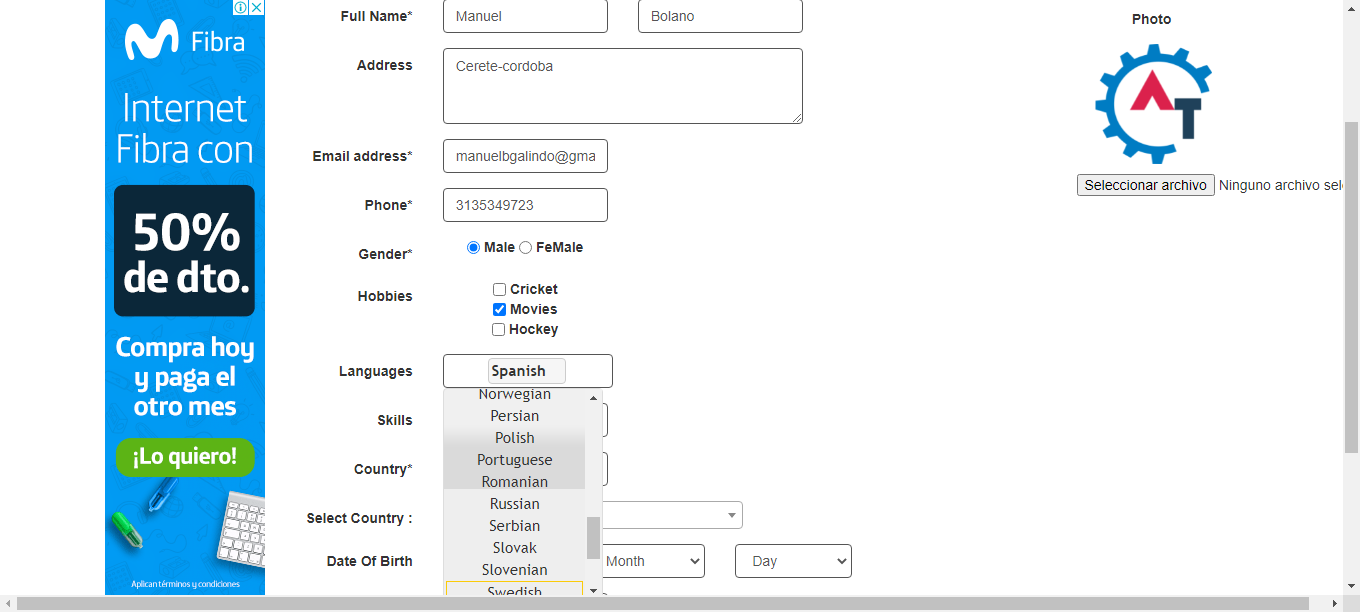 Fibra
Internet
Fibra con
50%
de dto.
Compra hoy
y paga el
otro mes
¡Lo quiero!
Aplican términos y condiciones
Full Name*
Manuel
Bolano
Address
Cerete-cordoba
Email address*
manuelbgalindo@gma
Phone*
3135349723
Gender*
Male
FeMale
Hobbies
Cricket
Movies
Hockey
Languages
Spanish
Norwegian
Persian
Polish
Portuguese
Romanian
Russian
Serbian
Slovak
Slovenian
Swedish
Skills
Country*
Select Country :
Date Of Birth
Month
Day
Photo
AT
Seleccionar archivo
Ninguno archivo sel